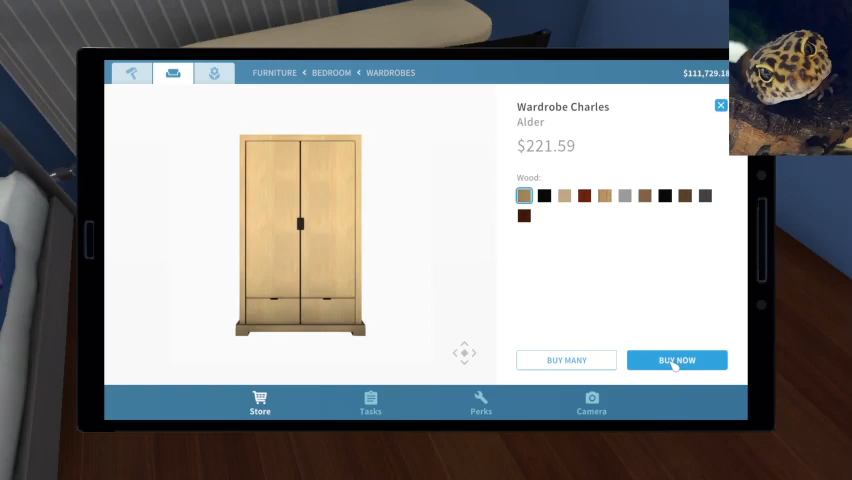 FURNITURE < BEDROOM < WARDROBES
$111,729.18
Wardrobe Charles
Alder
$221.59
Wood:
BUY MANY
BUY NOW
Store
Tasks
Perks
Camera